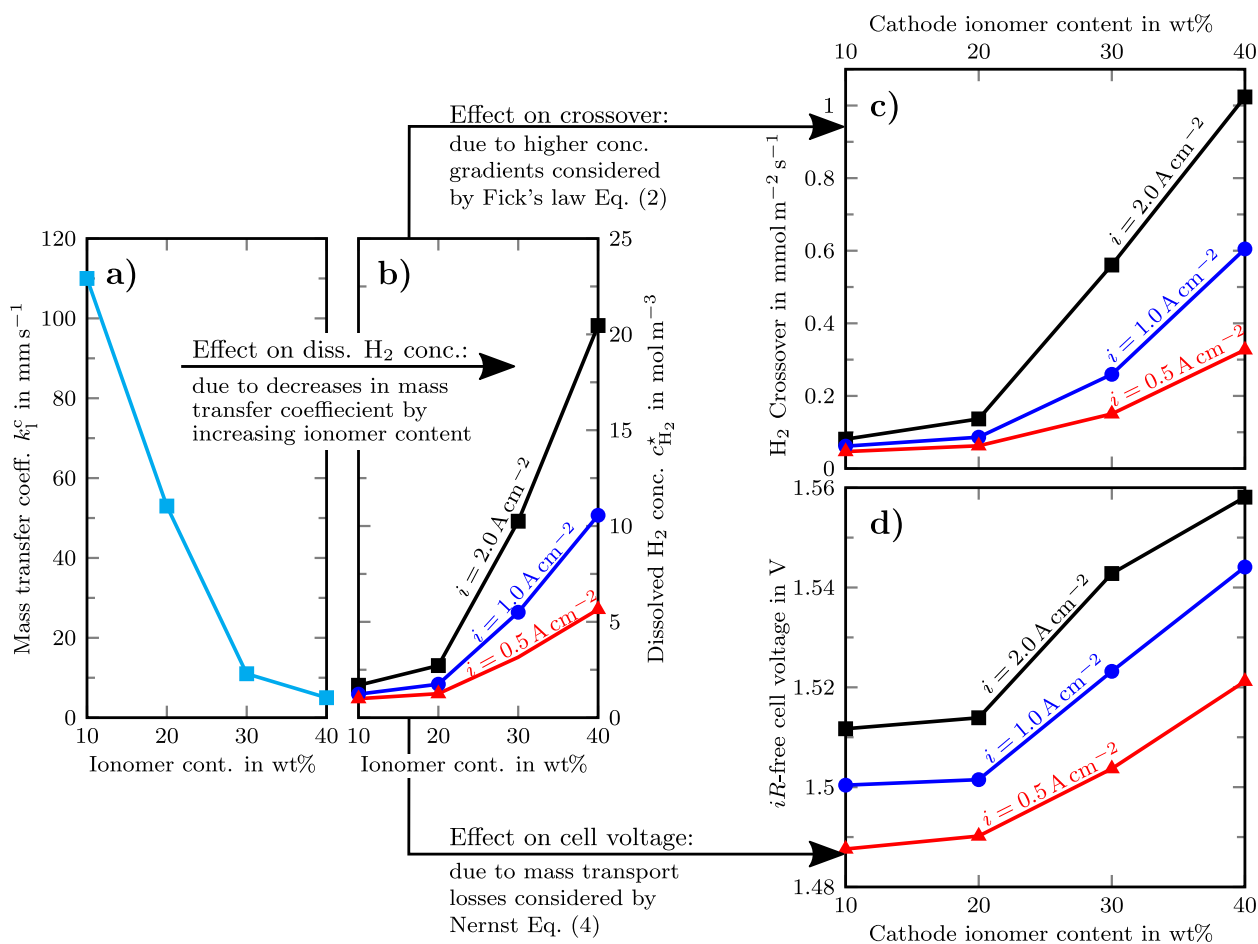 Cathode ionomer content in wt%
10 20 30 40
c)
H₂ Crossover in mmol m⁻² s⁻¹
1
0.8
0.6
0.4
0.2
0
i = 2.0 A cm⁻²
i = 1.0 A cm⁻²
i = 0.5 A cm⁻²
Effect on crossover:
due to higher conc.
gradients considered
by Fick's law Eq. (2)
a)
Mass transfer coeff. kₗᶜ in mm s⁻¹
120
100
80
60
40
20
0
10 20 30 40
Ionomer cont. in wt%
Effect on diss. H₂ conc.:
due to decreases in mass
transfer coeffiecient by
increasing ionomer content
b)
25
20
15
10
5
0
Dissolved H₂ conc. c*H₂ in mol m⁻³
i = 2.0 A cm⁻²
i = 1.0 A cm⁻²
i = 0.5 A cm⁻²
10 20 30 40
Ionomer cont. in wt%
Effect on cell voltage:
due to mass transport
losses considered by
Nernst Eq. (4)
d)
iR-free cell voltage in V
1.56
1.54
1.52
1.5
1.48
i = 2.0 A cm⁻²
i = 1.0 A cm⁻²
i = 0.5 A cm⁻²
10 20 30 40
Cathode ionomer content in wt%